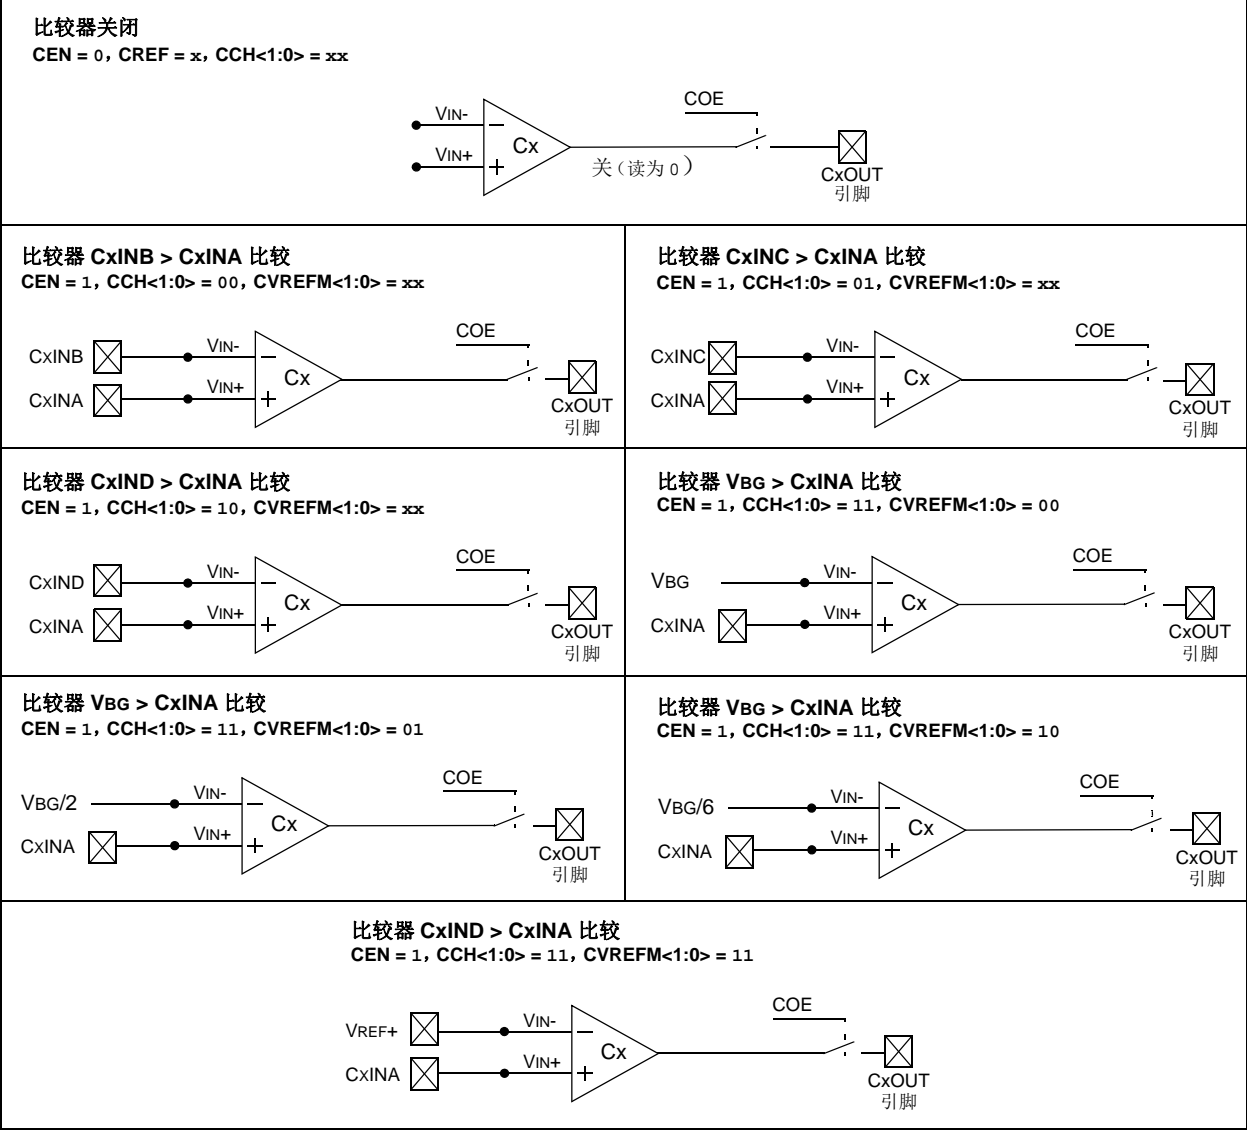 比较器关闭
CEN = 0，CREF = x，CCH<1:0> = xx
COE
VIN-
Cx
VIN+
关（读为 0）
CxOUT
引脚
比较器 CxINB > CxINA 比较
CEN = 1，CCH<1:0> = 00，CVREFM<1:0> = xx
COE
CXINB
VIN-
Cx
CXINA
VIN+
CxOUT
引脚
比较器 CxINC > CxINA 比较
CEN = 1，CCH<1:0> = 01，CVREFM<1:0> = xx
COE
CXINC
VIN-
Cx
CXINA
VIN+
CxOUT
引脚
比较器 CxIND > CxINA 比较
CEN = 1，CCH<1:0> = 10，CVREFM<1:0> = xx
COE
CXIND
VIN-
Cx
CXINA
VIN+
CxOUT
引脚
比较器 VBG > CxINA 比较
CEN = 1，CCH<1:0> = 11，CVREFM<1:0> = 00
COE
VBG
VIN-
Cx
CXINA
VIN+
CxOUT
引脚
比较器 VBG > CxINA 比较
CEN = 1，CCH<1:0> = 11，CVREFM<1:0> = 01
COE
VBG/2
VIN-
Cx
CXINA
VIN+
CxOUT
引脚
比较器 VBG > CxINA 比较
CEN = 1，CCH<1:0> = 11，CVREFM<1:0> = 10
COE
VBG/6
VIN-
Cx
CXINA
VIN+
CxOUT
引脚
比较器 CxIND > CxINA 比较
CEN = 1，CCH<1:0> = 11，CVREFM<1:0> = 11
COE
VREF+
VIN-
Cx
CXINA
VIN+
CxOUT
引脚